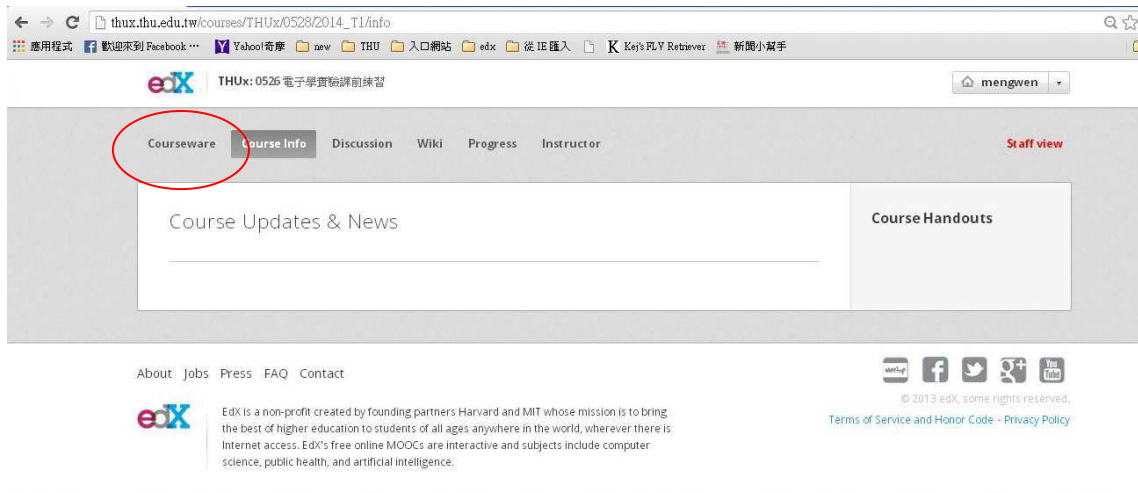 thux.thu.edu.tw/courses/THUx/0528/2014_T1/info
應用程式 歡迎來到 Facebook … Yahoo!奇摩 new THU 入口網站 edx 從 IE 匯入 K Kej's FLV Retriever 新聞小幫手
edX THUx: 0526 電子學實驗課前練習 mengwen
Courseware Course Info Discussion Wiki Progress Instructor Staff view
Course Updates & News
Course Handouts
About Jobs Press FAQ Contact
meetup f g+ You Tube
© 2013 edX, some rights reserved.
Terms of Service and Honor Code - Privacy Policy
edX
EdX is a non-profit created by founding partners Harvard and MIT whose mission is to bring
the best of higher education to students of all ages anywhere in the world, wherever there is
Internet access. EdX's free online MOOCs are interactive and subjects include computer
science, public health, and artificial intelligence.